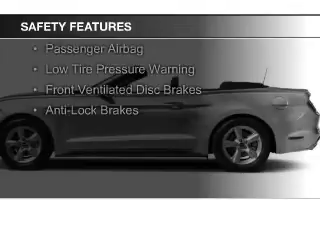 SAFETY FEATURES
• Passenger Airbag
• Low Tire Pressure Warning
• Front Ventilated Disc Brakes
• Anti-Lock Brakes